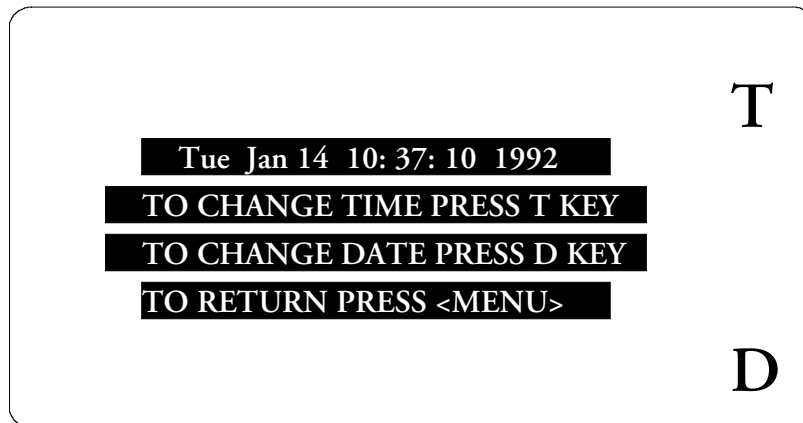 T
Tue Jan 14 10: 37: 10 1992
TO CHANGE TIME PRESS T KEY
TO CHANGE DATE PRESS D KEY
TO RETURN PRESS <MENU>
D